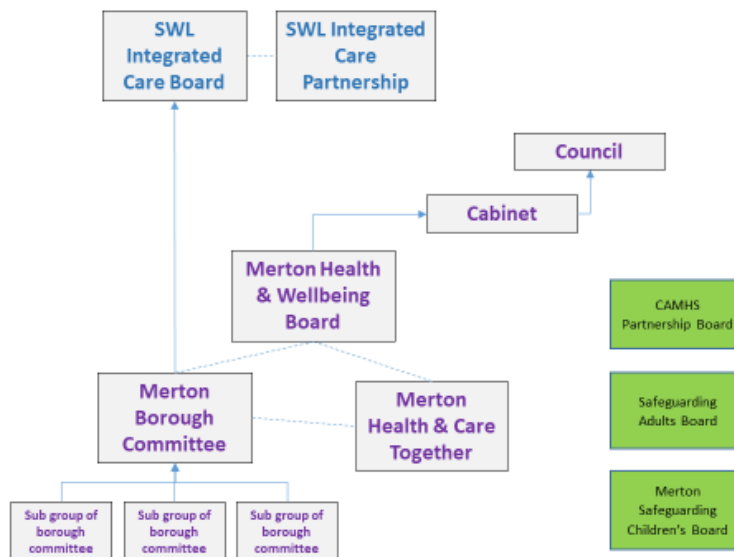 SWL
Integrated
Care Board
SWL Integrated
Care
Partnership
Council
Cabinet
Merton Health
& Wellbeing
Board
CAMHS
Partnership Board
Merton
Borough
Committee
Merton
Health & Care
Together
Safeguarding
Adults Board
Sub group of
borough
committee
Sub group of
borough
committee
Sub group of
borough
committee
Merton
Safeguarding
Children's Board